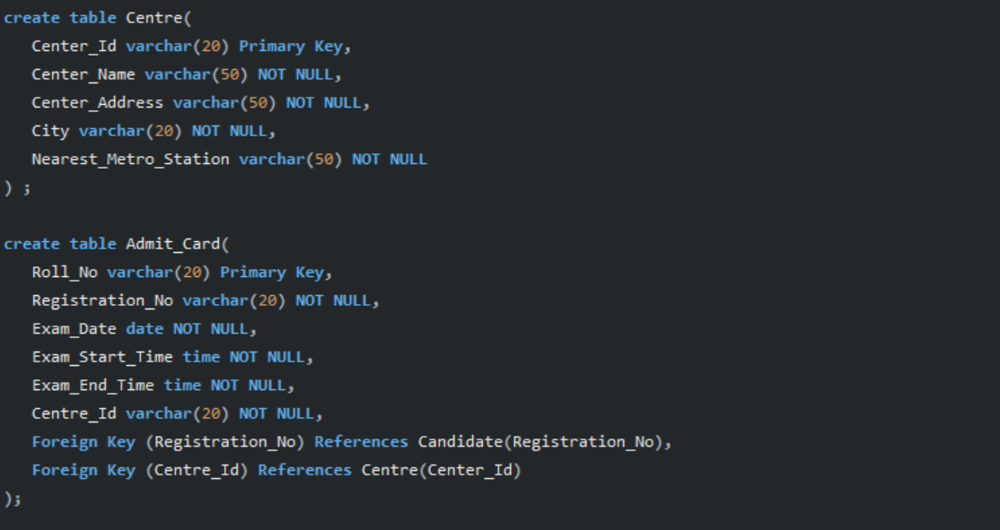 create table Centre(
Center_Id varchar(20) Primary Key,
Center_Name varchar(50) NOT NULL,
Center_Address varchar(50) NOT NULL,
City varchar(20) NOT NULL,
Nearest_Metro_Station varchar(50) NOT NULL
) ;
create table Admit_Card(
Roll_No varchar(20) Primary Key,
Registration_No varchar(20) NOT NULL,
Exam_Date date NOT NULL,
Exam_Start_Time time NOT NULL,
Exam_End_Time time NOT NULL,
Centre_Id varchar(20) NOT NULL,
Foreign Key (Registration_No) References Candidate(Registration_No),
Foreign Key (Centre_Id) References Centre(Center_Id)
);